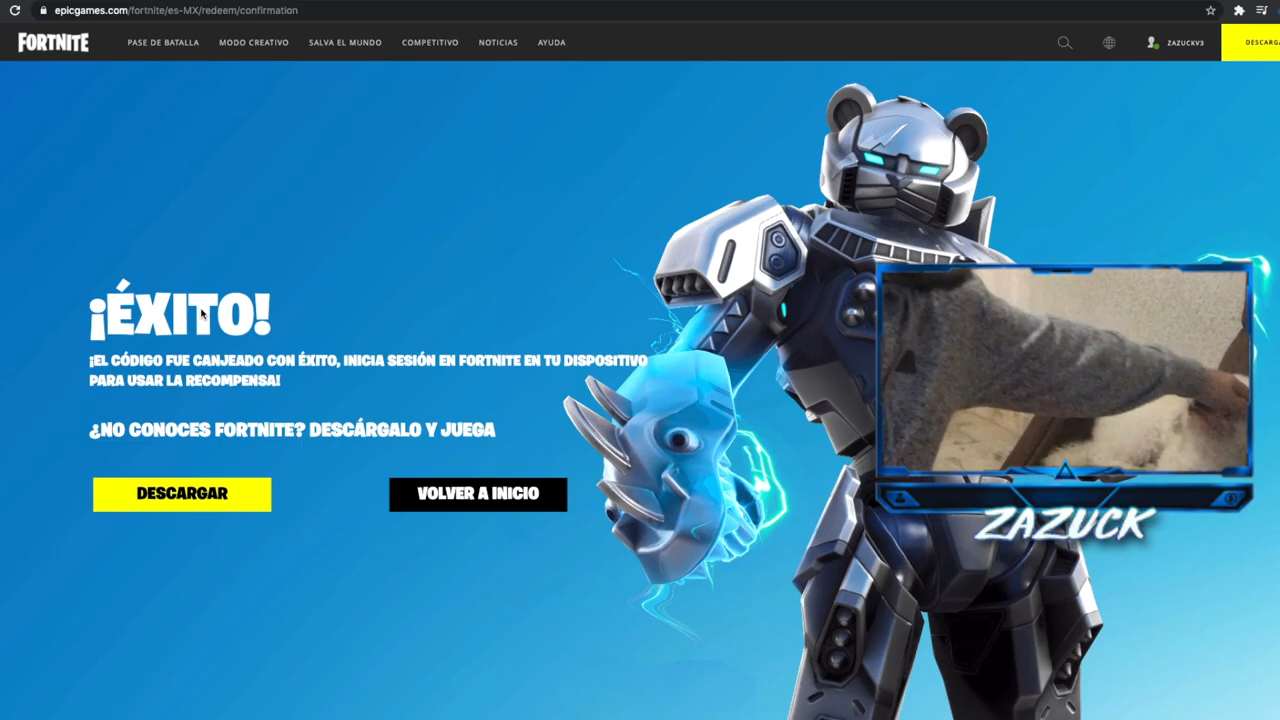 epicgames.com/fortnite/es-MX/redeem/confirmation
FORTNITE
PASE DE BATALLA
MODO CREATIVO
SALVA EL MUNDO
COMPETITIVO
NOTICIAS
AYUDA
ZAZUCKV3
¡ÉXITO!
¡EL CÓDIGO FUE CANJEADO CON ÉXITO, INICIA SESIÓN EN FORTNITE EN TU DISPOSITIVO
PARA USAR LA RECOMPENSA!
¿NO CONOCES FORTNITE? DESCÁRGALO Y JUEGA
DESCARGAR
VOLVER A INICIO
ZAZUCK